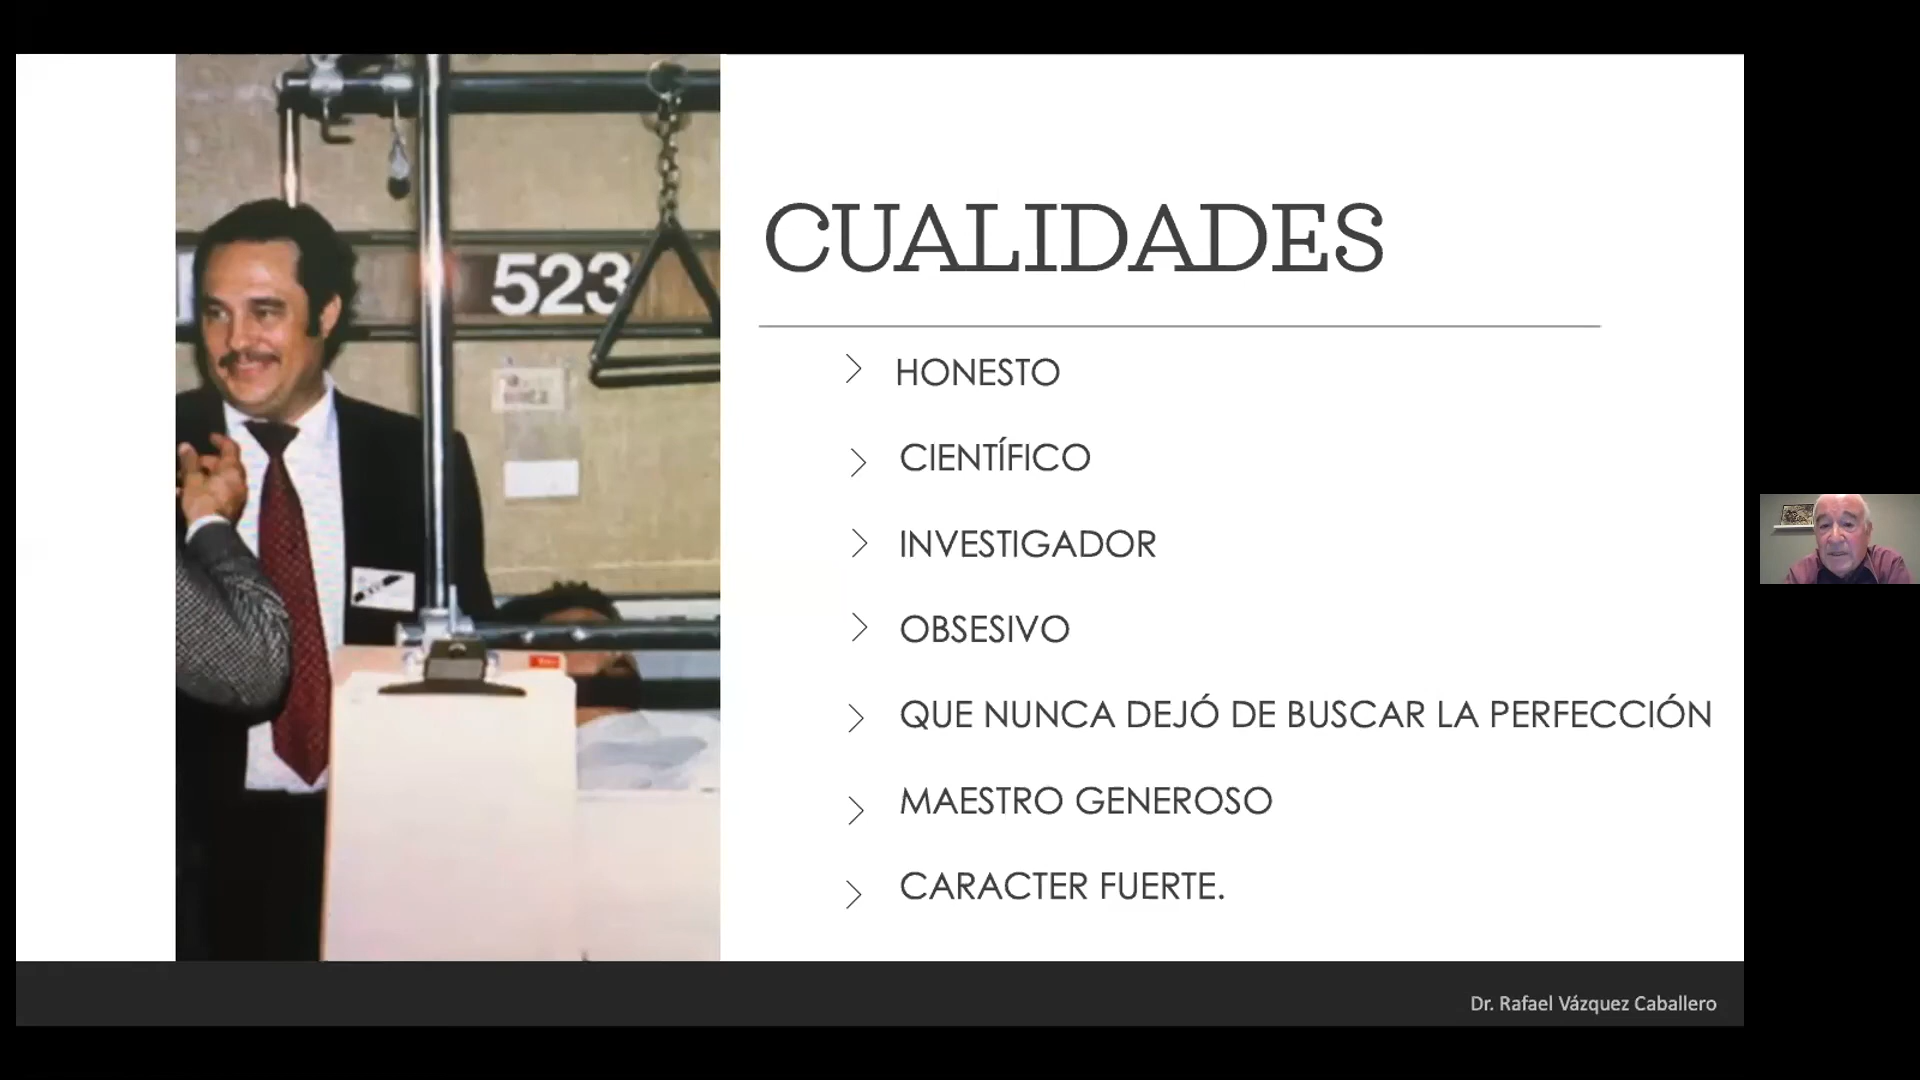 523
CUALIDADES
HONESTO
CIENTÍFICO
INVESTIGADOR
OBSESIVO
QUE NUNCA DEJÓ DE BUSCAR LA PERFECCIÓN
MAESTRO GENEROSO
CARACTER FUERTE.
Dr. Rafael Vázquez Caballero